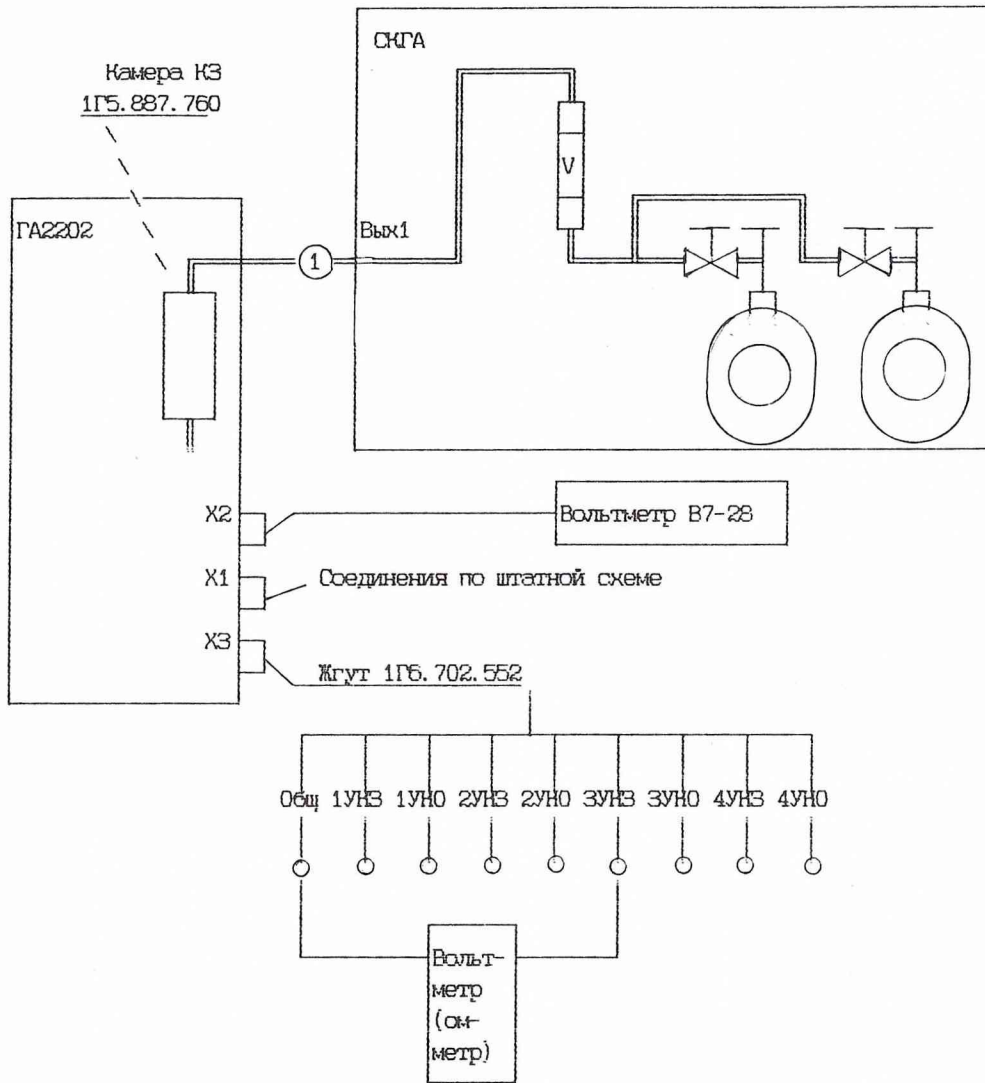 СКГА
Камера К3
1Г5.887.760
ГА2202
Вых1
1
V
Х2
Вольтметр В7-28
Х1
Соединения по штатной схеме
Х3
Жгут 1Г6.702.552
Общ 1УНЗ 1УНО 2УНЗ 2УНО 3УНЗ 3УНО 4УНЗ 4УНО
Вольт-
метр
(ом-
метр)